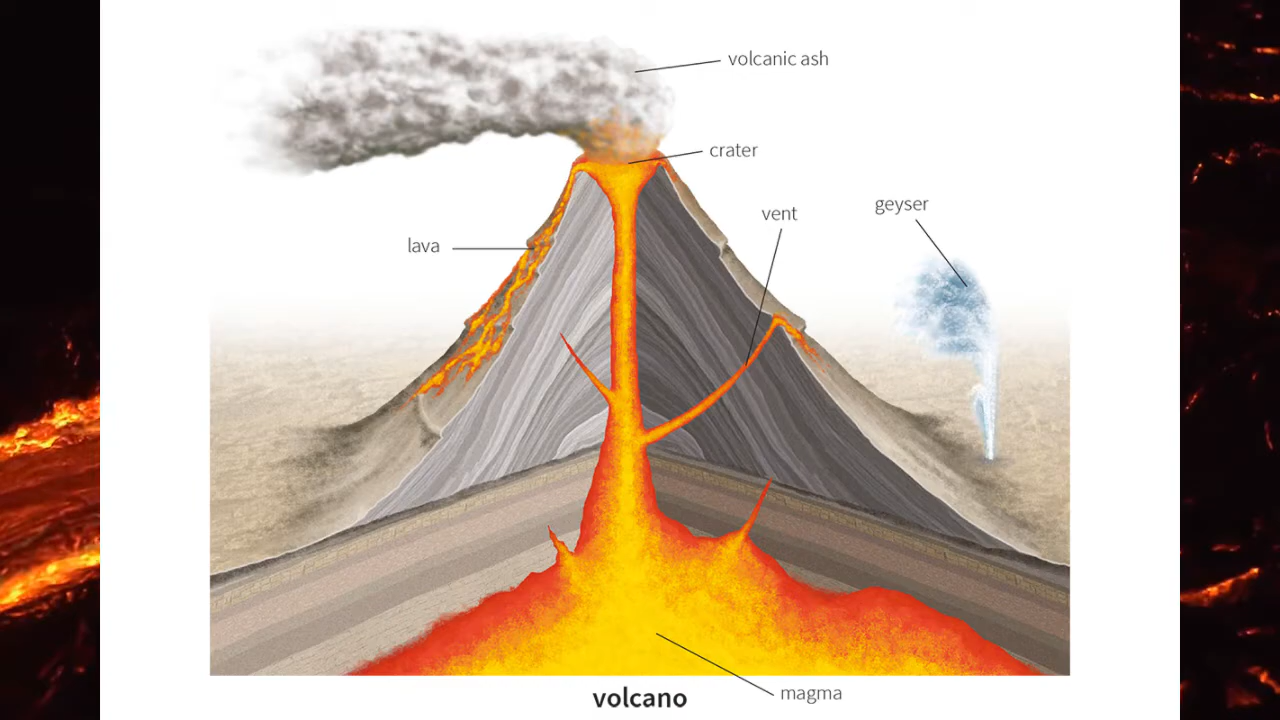 volcanic ash
crater
vent
geyser
lava
magma
volcano